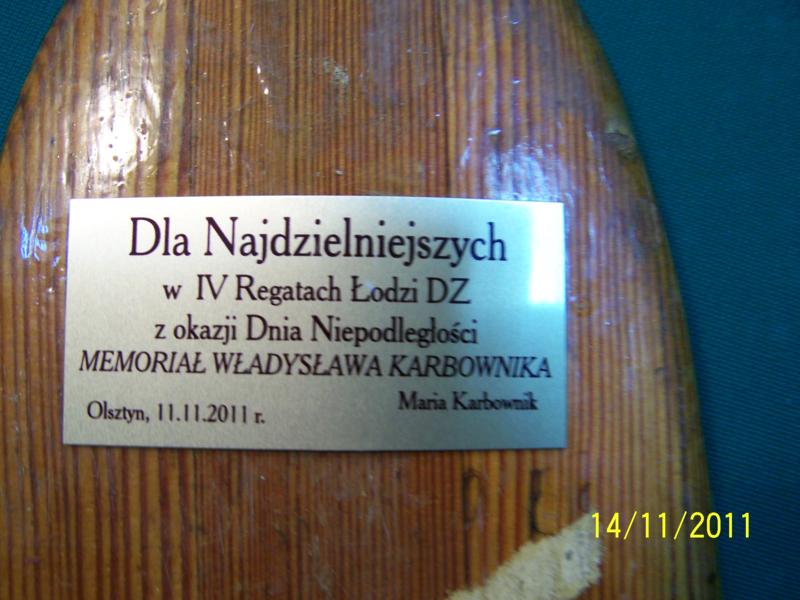 Dla Najdzielniejszych
w IV Regatach Łodzi DZ
z okazji Dnia Niepodległości
MEMORIAŁ WŁADYSŁAWA KARBOWNIKA
Maria Karbownik
Olsztyn, 11.11.2011 r.
14/11/2011